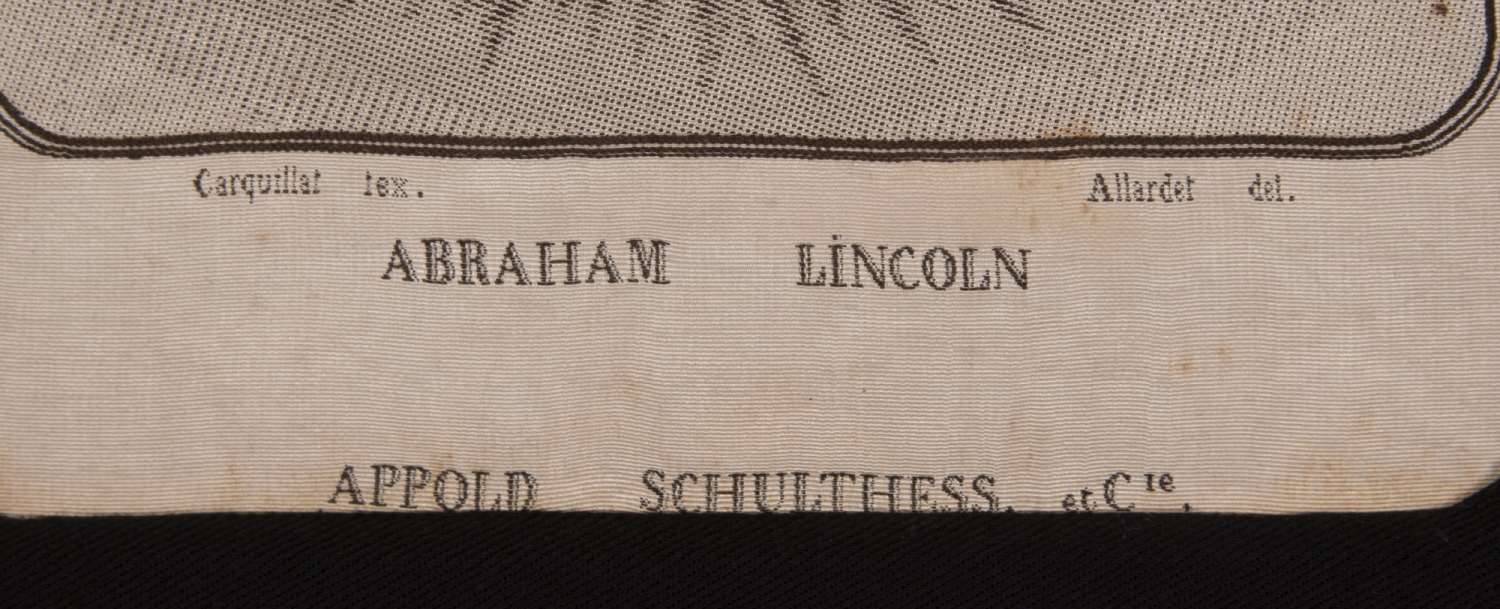 Carquillat tex. Allardet del.
ABRAHAM LİNCOLN
APPOLD SCHULTHESS. et Cie.